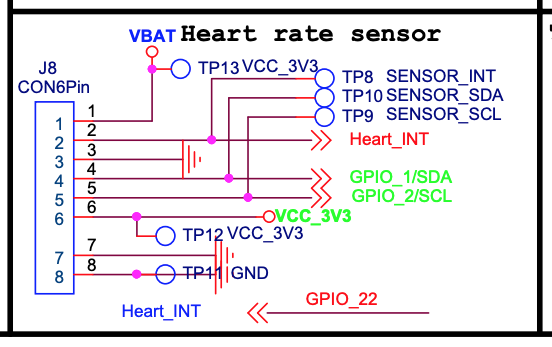 VBAT Heart rate sensor
J8
CON6Pin
TP13 VCC_3V3
TP8 SENSOR_INT
TP10 SENSOR_SDA
TP9 SENSOR_SCL
1 1
2 2 Heart_INT
3 3
4 4 GPIO_1/SDA
5 5 GPIO_2/SCL
6 6 VCC_3V3
TP12 VCC_3V3
7 7
8 8 TP11 GND
Heart_INT GPIO_22